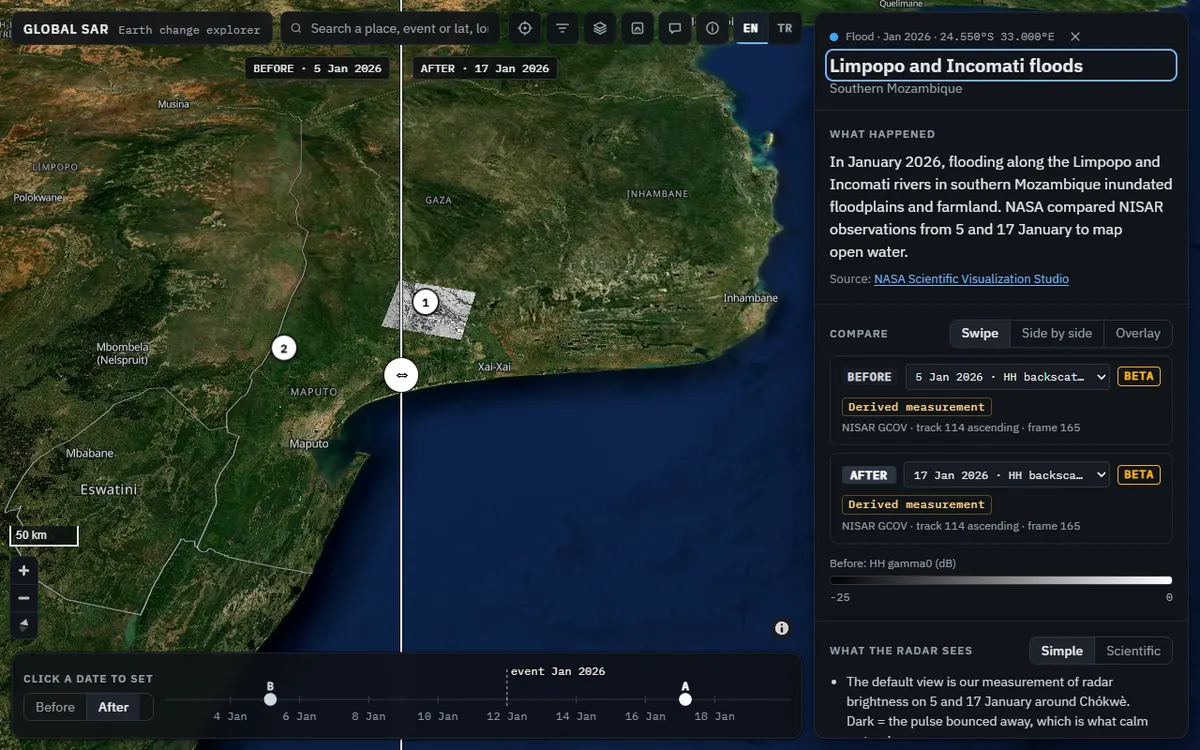 GLOBAL SAR Earth change explorer
Search a place, event or lat, lo
EN TR
Quelimane
BEFORE · 5 Jan 2026
AFTER · 17 Jan 2026
Musina
LIMPOPO
Polokwane
GAZA
INHAMBANE
Inhambane
1
2
Mbombela
(Nelspruit)
Xai-Xai
MAPUTO
Maputo
Mbabane
Eswatini
50 km
CLICK A DATE TO SET
Before After
event Jan 2026
B
A
4 Jan 6 Jan 8 Jan 10 Jan 12 Jan 14 Jan 16 Jan 18 Jan
Flood · Jan 2026 · 24.550°S 33.000°E
Limpopo and Incomati floods
Southern Mozambique
WHAT HAPPENED
In January 2026, flooding along the Limpopo and
Incomati rivers in southern Mozambique inundated
floodplains and farmland. NASA compared NISAR
observations from 5 and 17 January to map
open water.
Source: NASA Scientific Visualization Studio
COMPARE
Swipe Side by side Overlay
BEFORE 5 Jan 2026 · HH backscat… BETA
Derived measurement
NISAR GCOV · track 114 ascending · frame 165
AFTER 17 Jan 2026 · HH backsca… BETA
Derived measurement
NISAR GCOV · track 114 ascending · frame 165
Before: HH gamma0 (dB)
-25 0
WHAT THE RADAR SEES
Simple Scientific
• The default view is our measurement of radar
brightness on 5 and 17 January around Chókwè.
Dark = the pulse bounced away, which is what calm